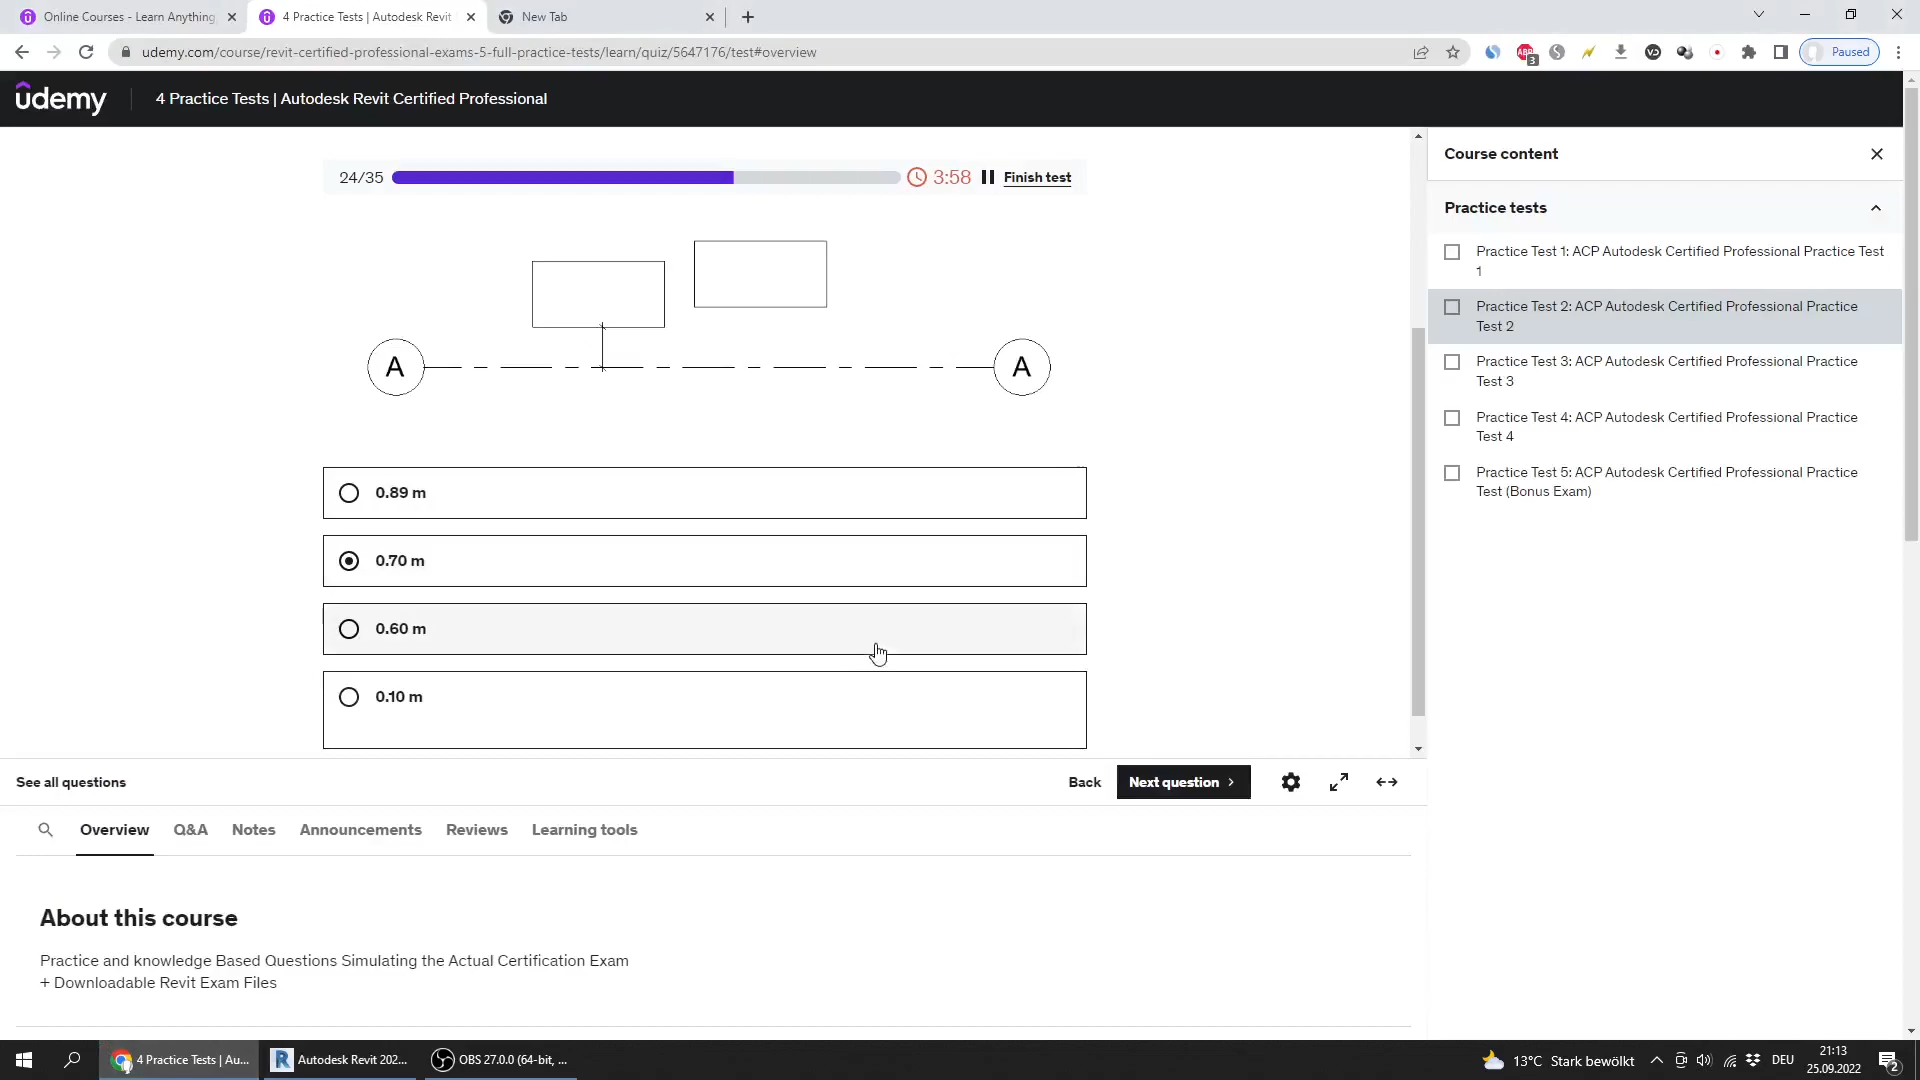 Online Courses - Learn Anything
4 Practice Tests | Autodesk Revit
New Tab
udemy.com/course/revit-certified-professional-exams-5-full-practice-tests/learn/quiz/5647176/test#overview
ABP
3
Paused
udemy
4 Practice Tests | Autodesk Revit Certified Professional
24/35
3:58
Finish test
A
A
0.89 m
0.70 m
0.60 m
0.10 m
See all questions
Back
Next question
Overview
Q&A
Notes
Announcements
Reviews
Learning tools
About this course
Practice and knowledge Based Questions Simulating the Actual Certification Exam
+ Downloadable Revit Exam Files
Course content
Practice tests
Practice Test 1: ACP Autodesk Certified Professional Practice Test
1
Practice Test 2: ACP Autodesk Certified Professional Practice
Test 2
Practice Test 3: ACP Autodesk Certified Professional Practice
Test 3
Practice Test 4: ACP Autodesk Certified Professional Practice
Test 4
Practice Test 5: ACP Autodesk Certified Professional Practice
Test (Bonus Exam)
4 Practice Tests | Au...
R
Autodesk Revit 202...
OBS 27.0.0 (64-bit, ...
13°C Stark bewölkt
DEU
21:13
25.09.2022
2